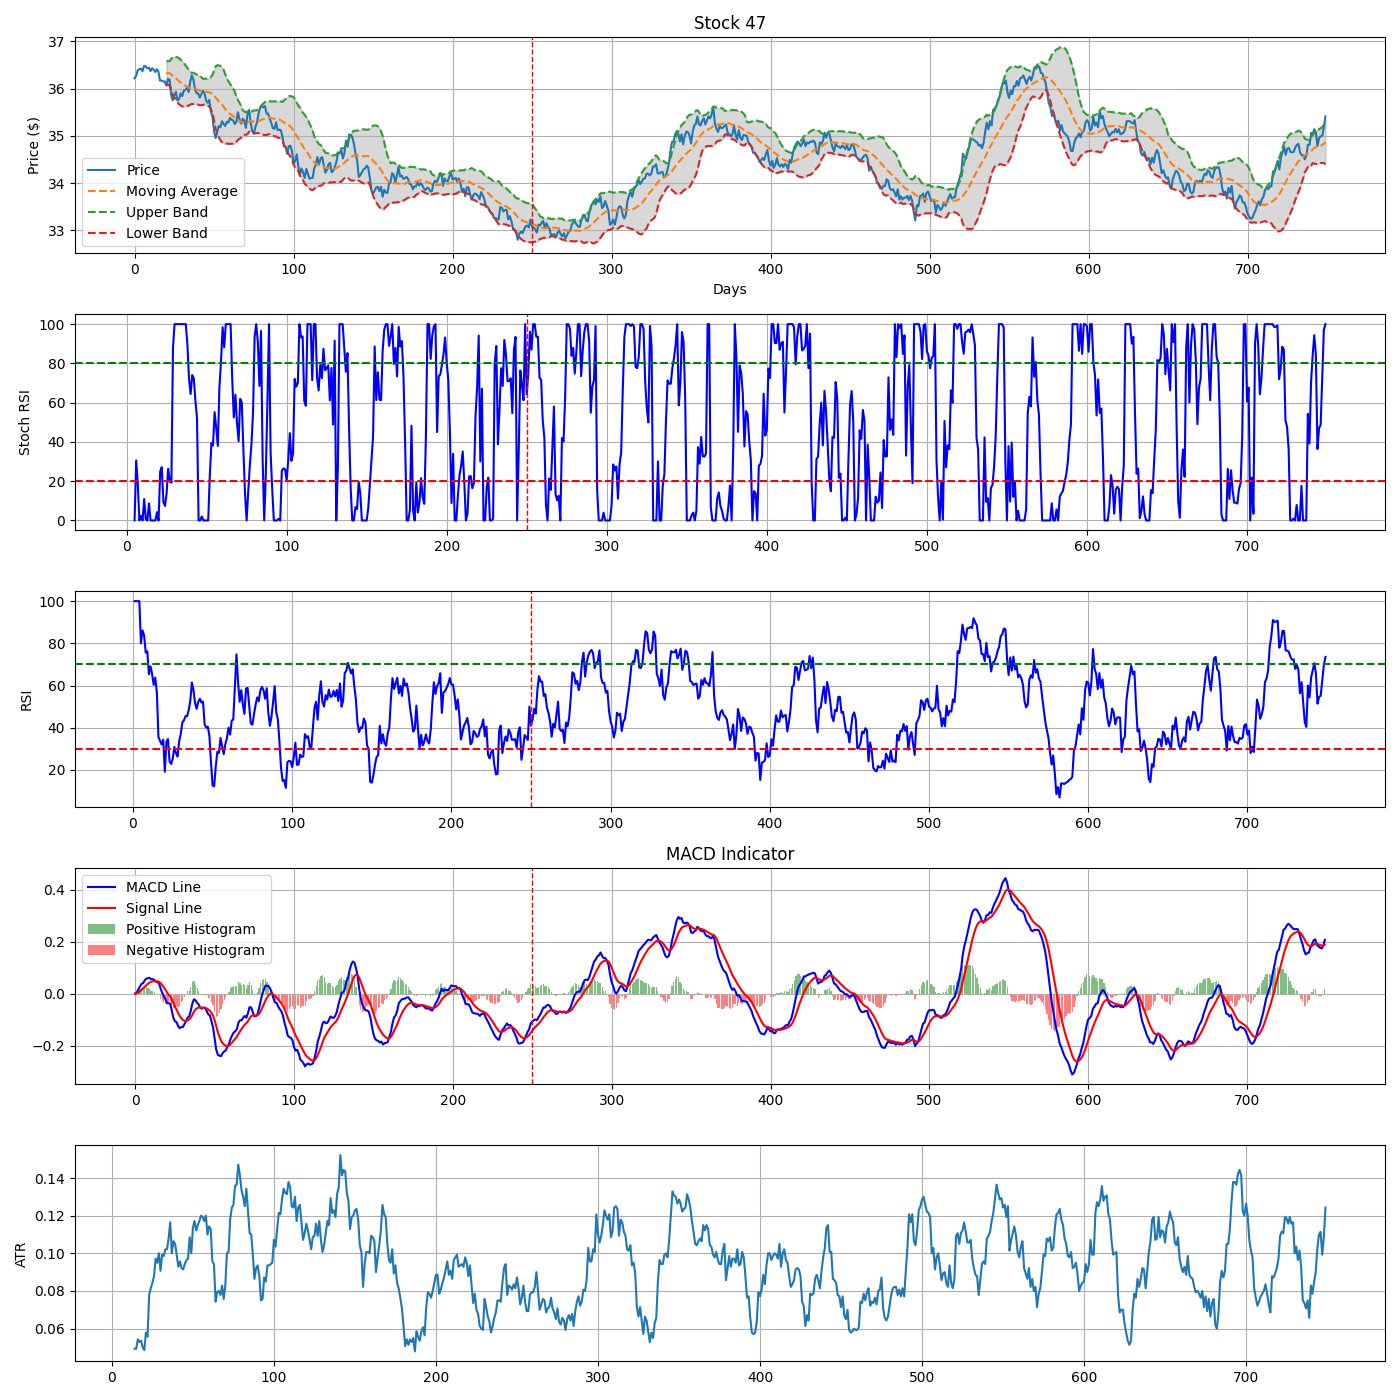 Stock 47
Price ($)
37
36
35
34
33
Price
Moving Average
Upper Band
Lower Band
0 100 200 300 400 500 600 700
Days
Stoch RSI
100
80
60
40
20
0
0 100 200 300 400 500 600 700
RSI
100
80
60
40
20
0 100 200 300 400 500 600 700
MACD Indicator
0.4
0.2
0.0
−0.2
MACD Line
Signal Line
Positive Histogram
Negative Histogram
0 100 200 300 400 500 600 700
ATR
0.14
0.12
0.10
0.08
0.06
0 100 200 300 400 500 600 700